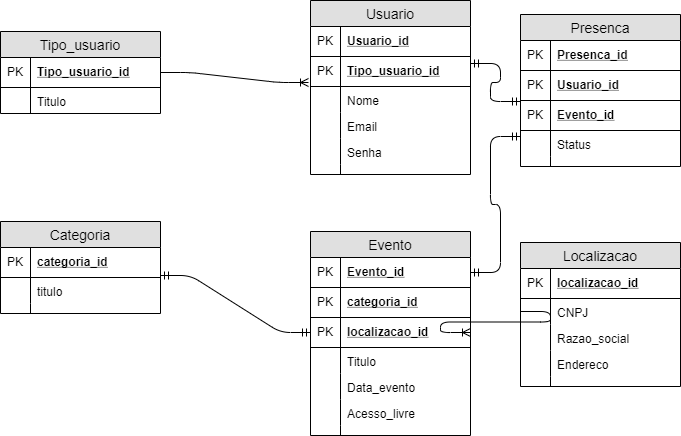 Tipo_usuario
PK Tipo_usuario_id
Titulo
Usuario
PK Usuario_id
PK Tipo_usuario_id
Nome
Email
Senha
Presenca
PK Presenca_id
PK Usuario_id
PK Evento_id
Status
Categoria
PK categoria_id
titulo
Evento
PK Evento_id
PK categoria_id
PK localizacao_id
Titulo
Data_evento
Acesso_livre
Localizacao
PK localizacao_id
CNPJ
Razao_social
Endereco